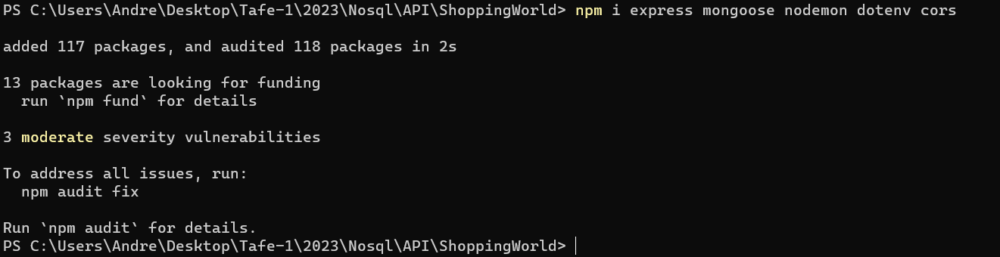 PS C:\Users\Andre\Desktop\Tafe-1\2023\Nosql\API\ShoppingWorld> npm i express mongoose nodemon dotenv cors
added 117 packages, and audited 118 packages in 2s
13 packages are looking for funding
  run `npm fund` for details
3 moderate severity vulnerabilities
To address all issues, run:
  npm audit fix
Run `npm audit` for details.
PS C:\Users\Andre\Desktop\Tafe-1\2023\Nosql\API\ShoppingWorld>